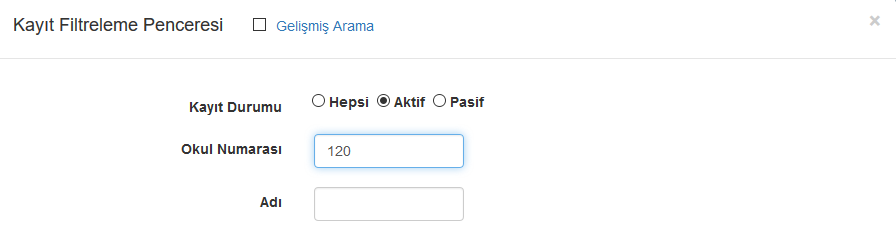 Kayıt Filtreleme Penceresi Gelişmiş Arama ×
Kayıt Durumu Hepsi Aktif Pasif
Okul Numarası 120
Adı